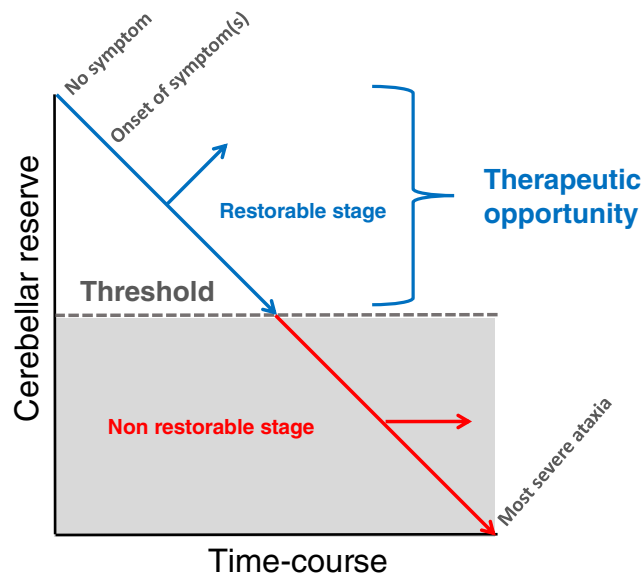 No symptom
Onset of symptom(s)
Restorable stage
Therapeutic
opportunity
Threshold
Cerebellar reserve
Non restorable stage
Most severe ataxia
Time-course